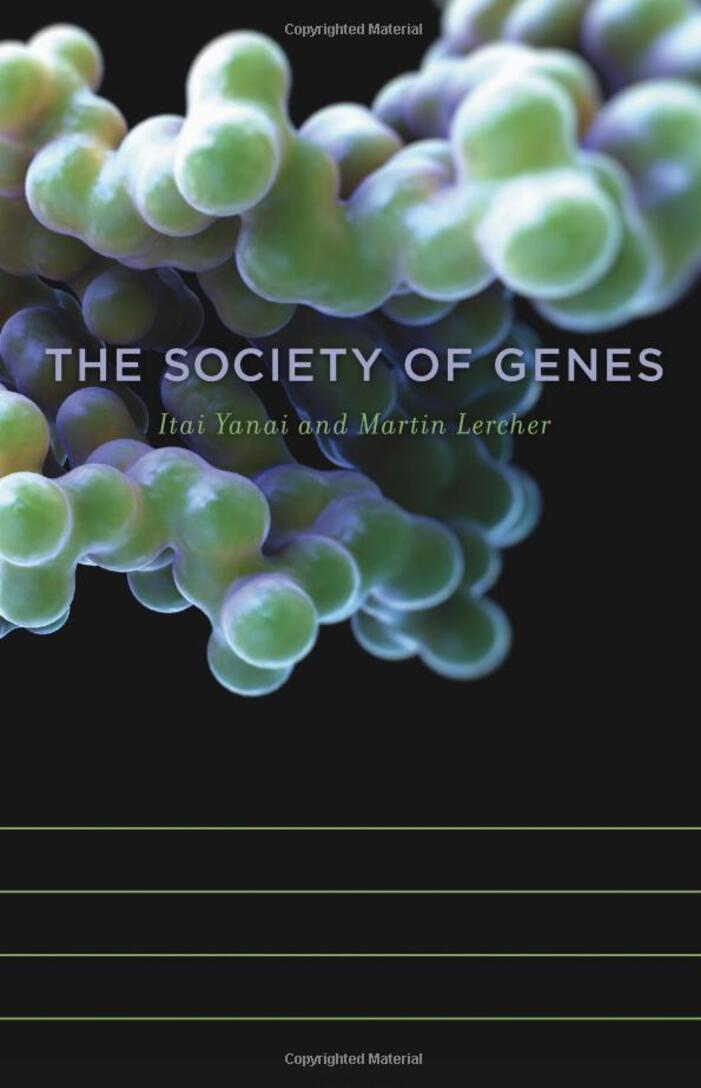 Copyrighted Material
THE SOCIETY OF GENES
Itai Yanai and Martin Lercher
Copyrighted Material